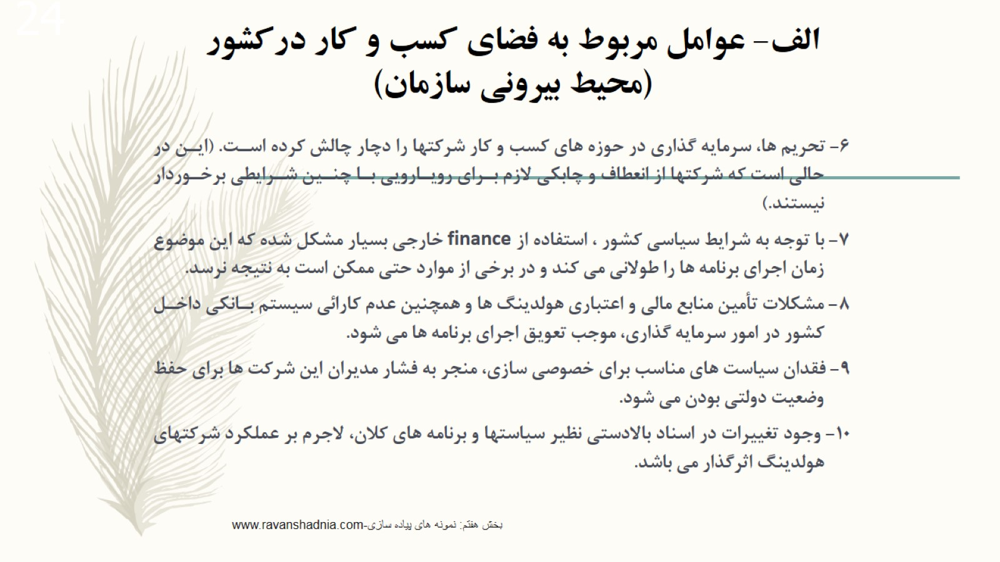 24
الف- عوامل مربوط به فضای کسب و کار در کشور
(محیط بیرونی سازمان)
۶- تحریم ها، سرمایه گذاری در حوزه های کسب و کار شرکتها را دچار چالش کرده است. (این در
حالی است که شرکتها از انعطاف و چابکی لازم برای رویارویی با چنین شرایطی برخوردار
نیستند.)
۷- با توجه به شرایط سیاسی کشور ، استفاده از finance خارجی بسیار مشکل شده که این موضوع
زمان اجرای برنامه ها را طولانی می کند و در برخی از موارد حتی ممکن است به نتیجه نرسد.
۸- مشکلات تأمین منابع مالی و اعتباری هولدینگ ها و همچنین عدم کارائی سیستم بانکی داخل
کشور در امور سرمایه گذاری، موجب تعویق اجرای برنامه ها می شود.
۹- فقدان سیاست های مناسب برای خصوصی سازی، منجر به فشار مدیران این شرکت ها برای حفظ
وضعیت دولتی بودن می شود.
۱۰- وجود تغییرات در اسناد بالادستی نظیر سیاستها و برنامه های کلان، لاجرم بر عملکرد شرکتهای
هولدینگ اثرگذار می باشد.
بخش هفتم: نمونه های پیاده سازی-www.ravanshadnia.com